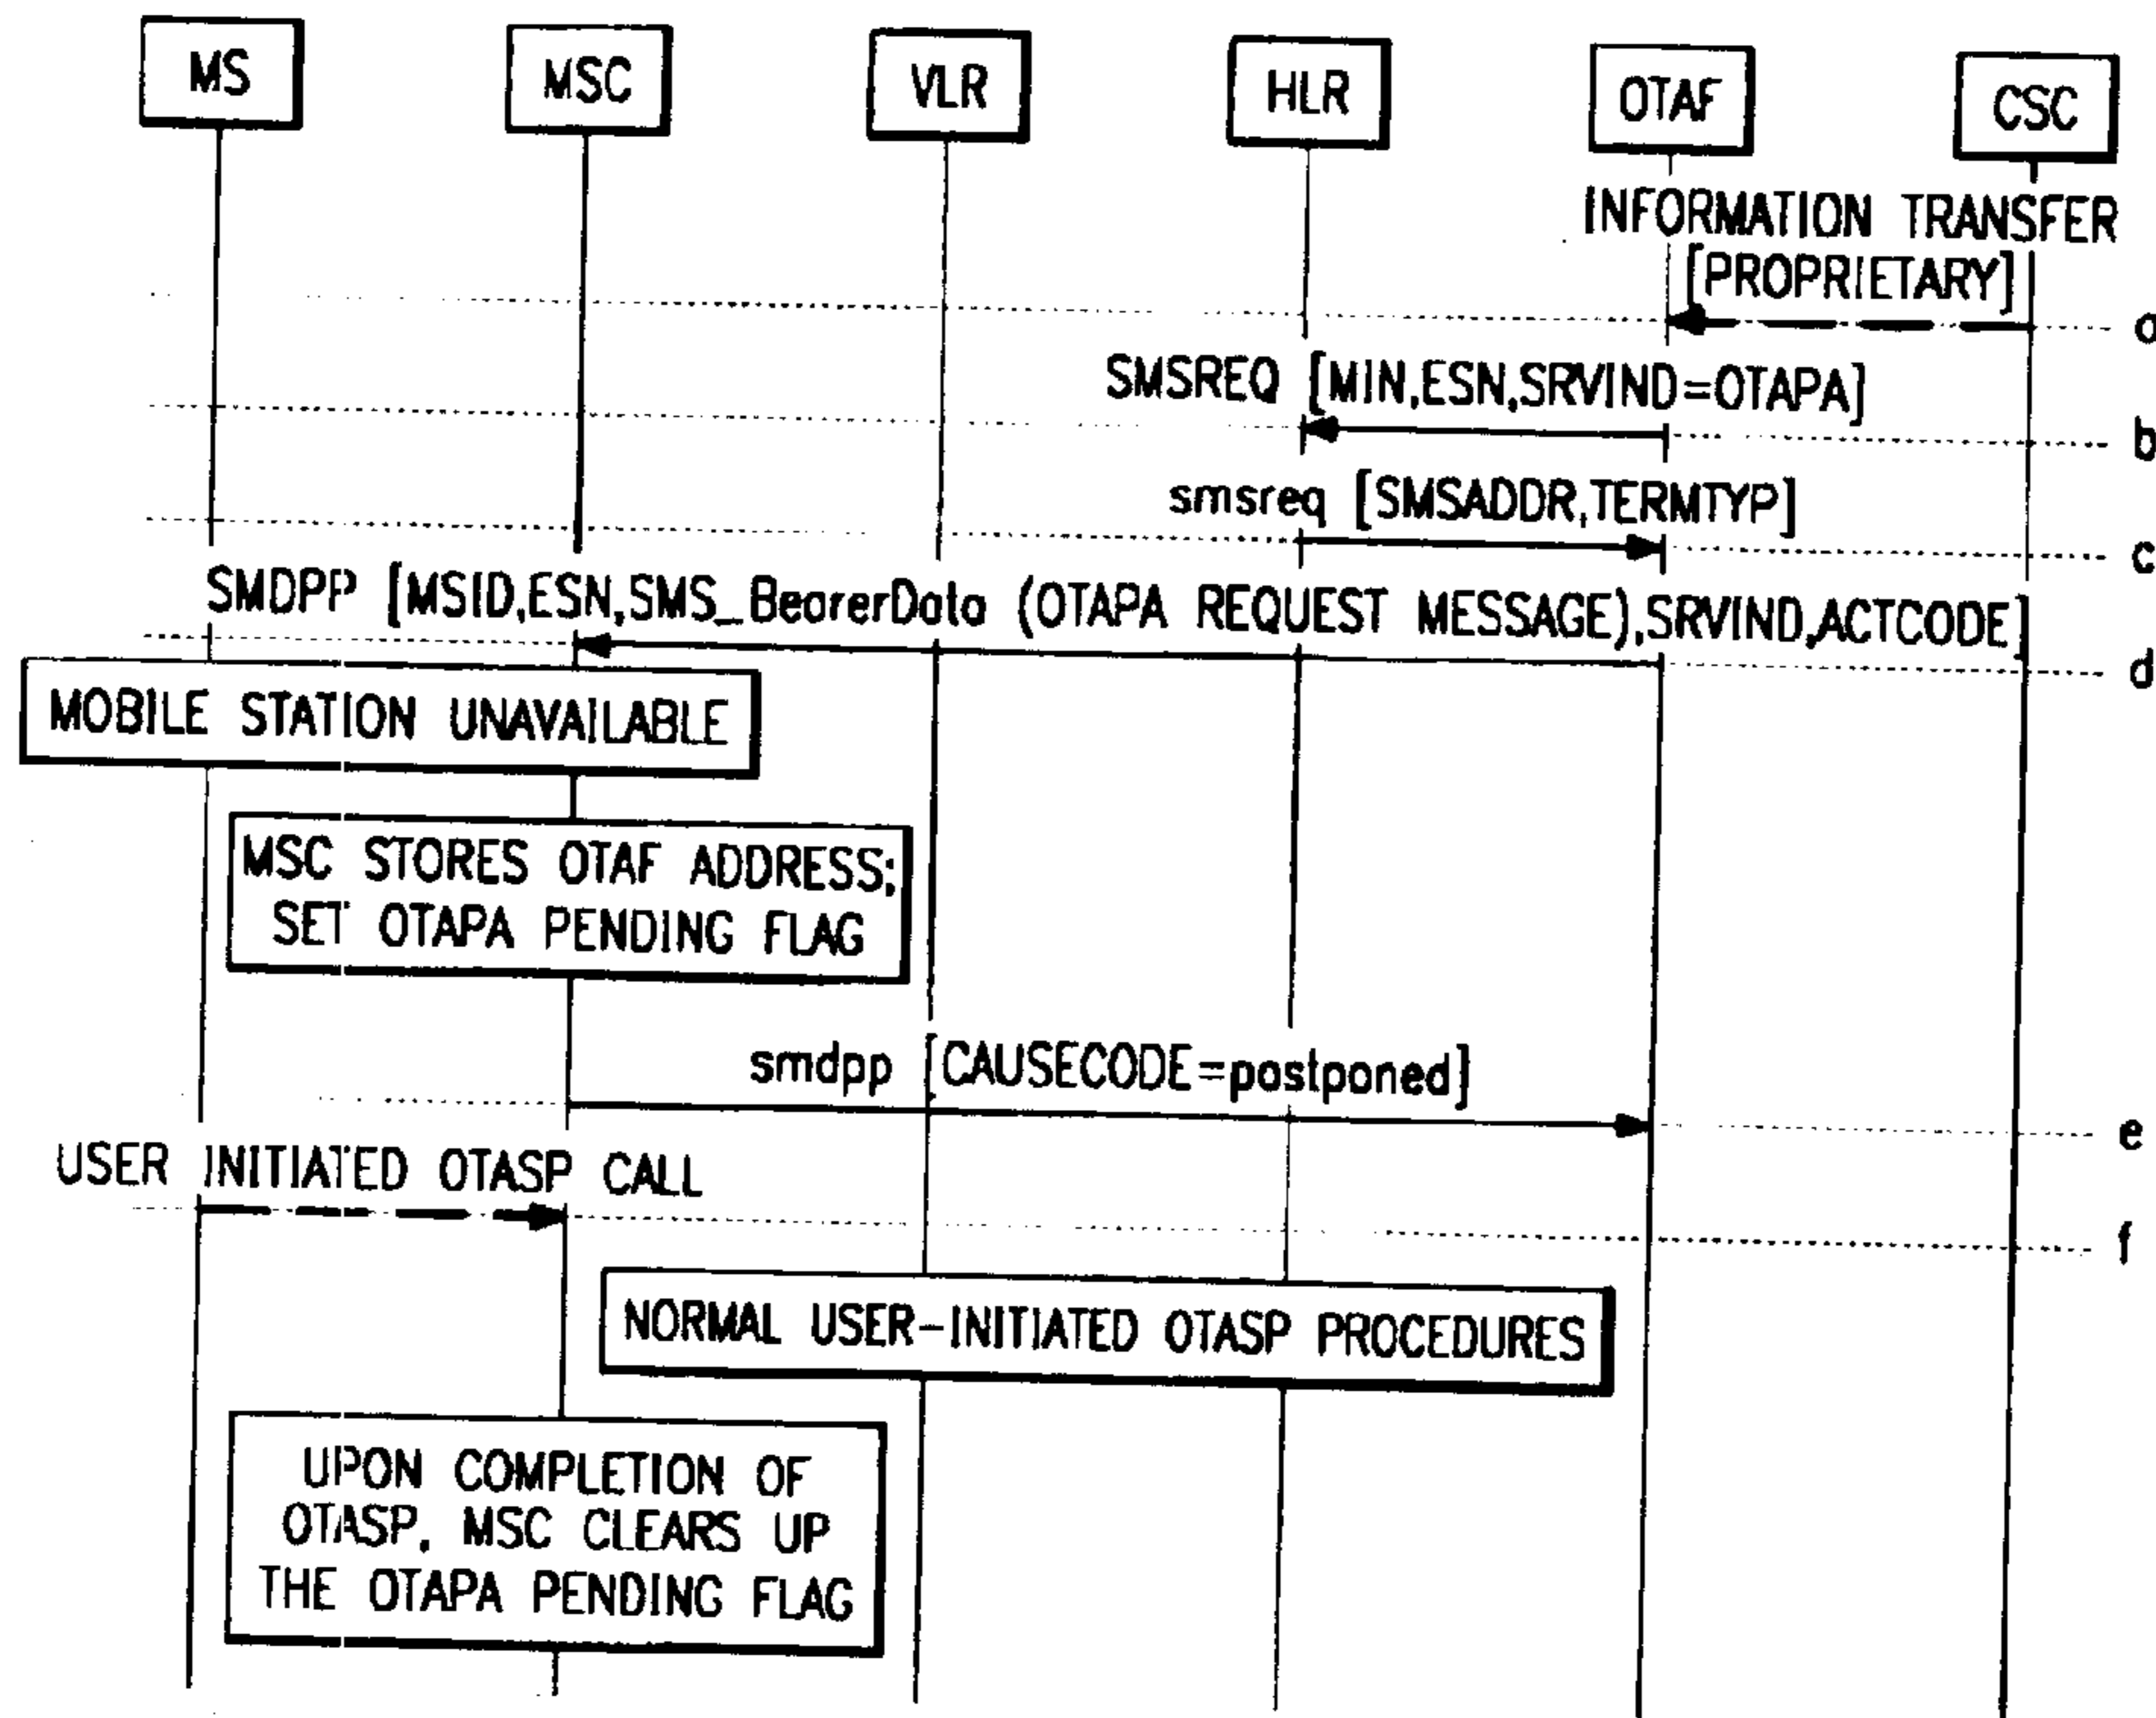 MS
MSC
VLR
HLR
OTAF
CSC
INFORMATION TRANSFER
[PROPRIETARY]
a
SMSREQ [MIN,ESN,SRVIND=OTAPA]
b
smsreq [SMSADDR,TERMTYP]
c
SMDPP [MSID,ESN,SMS_BearerData (OTAPA REQUEST MESSAGE),SRVIND,ACTCODE]
d
MOBILE STATION UNAVAILABLE
MSC STORES OTAF ADDRESS;
SET OTAPA PENDING FLAG
smdpp [CAUSECODE=postponed]
e
USER INITIATED OTASP CALL
f
NORMAL USER-INITIATED OTASP PROCEDURES
UPON COMPLETION OF
OTASP, MSC CLEARS UP
THE OTAPA PENDING FLAG